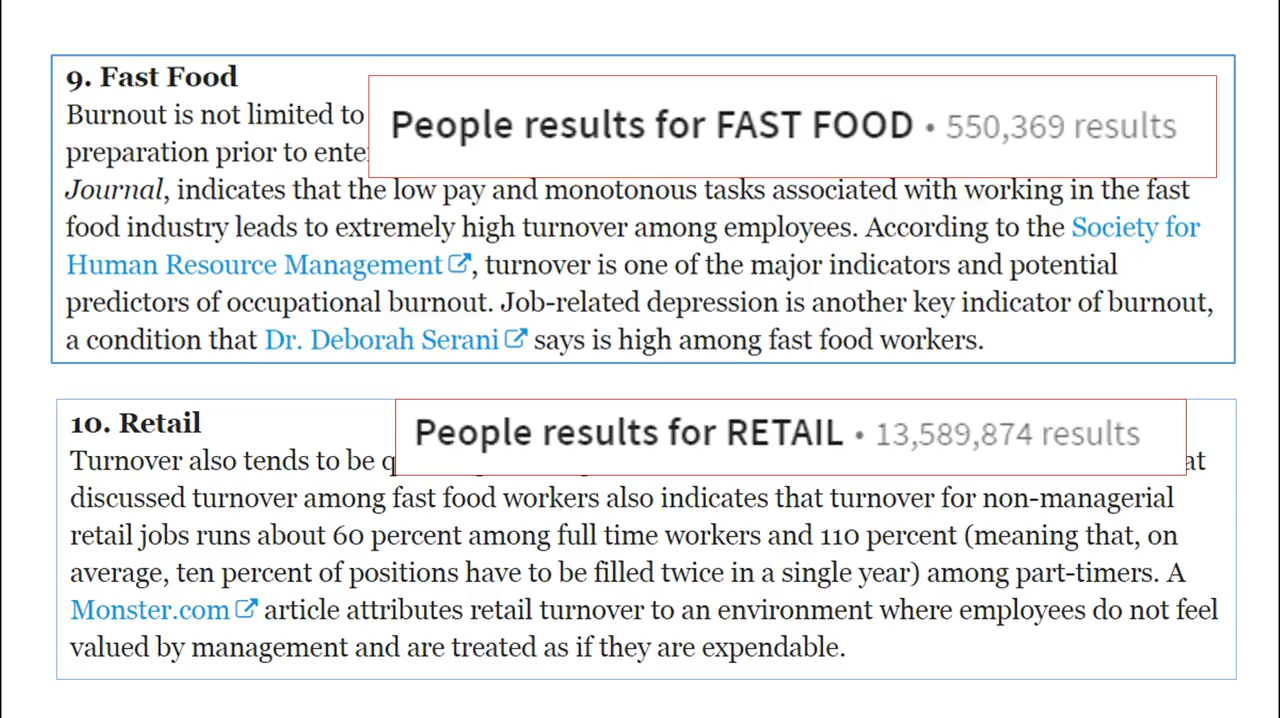 9. Fast Food
People results for FAST FOOD • 550,369 results
Burnout is not limited to
preparation prior to
Journal, indicates that the low pay and monotonous tasks associated with working in the fast
food industry leads to extremely high turnover among employees. According to the Society for
Human Resource Management, turnover is one of the major indicators and potential
predictors of occupational burnout. Job-related depression is another key indicator of burnout,
a condition that Dr. Deborah Serani says is high among fast food workers.
10. Retail
People results for RETAIL • 13,589,874 results
Turnover also tends to be
discussed turnover among fast food workers also indicates that turnover for non-managerial
retail jobs runs about 60 percent among full time workers and 110 percent (meaning that, on
average, ten percent of positions have to be filled twice in a single year) among part-timers. A
Monster.com article attributes retail turnover to an environment where employees do not feel
valued by management and are treated as if they are expendable.